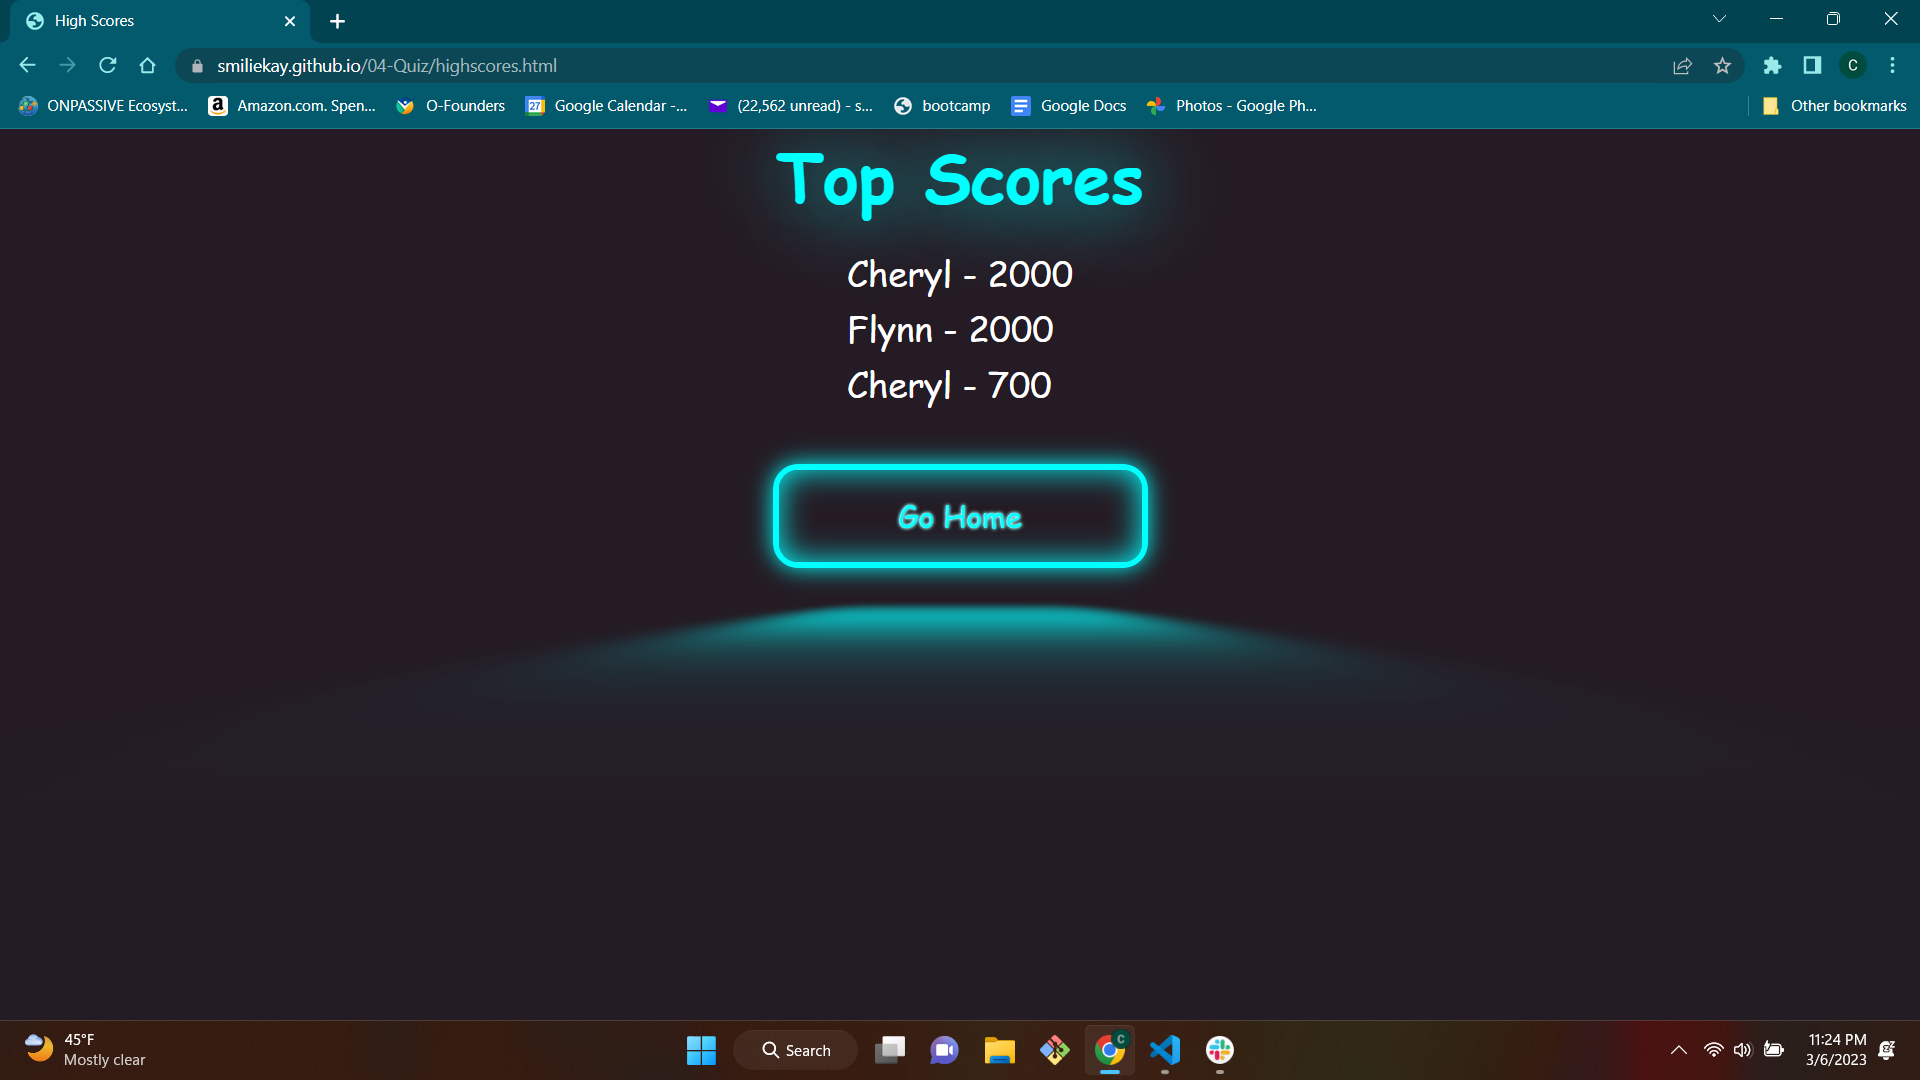 High Scores
smiliekay.github.io/04-Quiz/highscores.html
C
ONPASSIVE Ecosyst...
a
Amazon.com. Spen...
O-Founders
27
Google Calendar -...
(22,562 unread) - s...
bootcamp
Google Docs
Photos - Google Ph...
Other bookmarks
Top Scores
Cheryl - 2000
Flynn - 2000
Cheryl - 700
Go Home
45°F
Mostly clear
Search
C
11:24 PM
3/6/2023